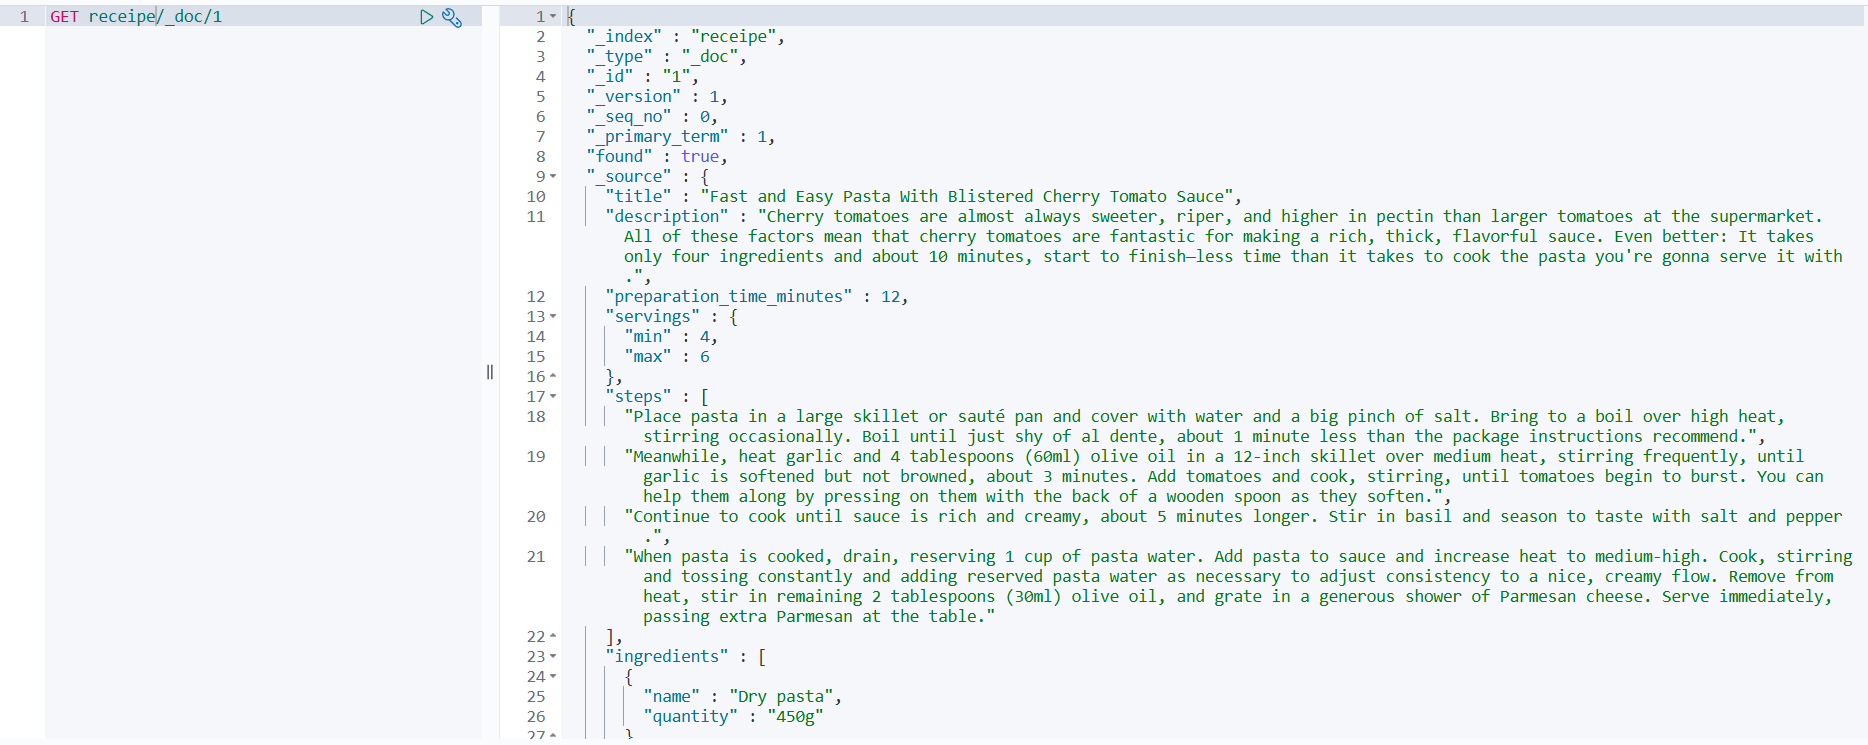 1 GET receipe/_doc/1
1 {
2 "_index" : "receipe",
3 "_type" : "_doc",
4 "_id" : "1",
5 "_version" : 1,
6 "_seq_no" : 0,
7 "_primary_term" : 1,
8 "found" : true,
9 "_source" : {
10 "title" : "Fast and Easy Pasta With Blistered Cherry Tomato Sauce",
11 "description" : "Cherry tomatoes are almost always sweeter, riper, and higher in pectin than larger tomatoes at the supermarket.
All of these factors mean that cherry tomatoes are fantastic for making a rich, thick, flavorful sauce. Even better: It takes
only four ingredients and about 10 minutes, start to finish—less time than it takes to cook the pasta you're gonna serve it with
.",
12 "preparation_time_minutes" : 12,
13 "servings" : {
14 "min" : 4,
15 "max" : 6
16 },
17 "steps" : [
18 "Place pasta in a large skillet or sauté pan and cover with water and a big pinch of salt. Bring to a boil over high heat,
stirring occasionally. Boil until just shy of al dente, about 1 minute less than the package instructions recommend.",
19 "Meanwhile, heat garlic and 4 tablespoons (60ml) olive oil in a 12-inch skillet over medium heat, stirring frequently, until
garlic is softened but not browned, about 3 minutes. Add tomatoes and cook, stirring, until tomatoes begin to burst. You can
help them along by pressing on them with the back of a wooden spoon as they soften.",
20 "Continue to cook until sauce is rich and creamy, about 5 minutes longer. Stir in basil and season to taste with salt and pepper
.",
21 "When pasta is cooked, drain, reserving 1 cup of pasta water. Add pasta to sauce and increase heat to medium-high. Cook, stirring
and tossing constantly and adding reserved pasta water as necessary to adjust consistency to a nice, creamy flow. Remove from
heat, stir in remaining 2 tablespoons (30ml) olive oil, and grate in a generous shower of Parmesan cheese. Serve immediately,
passing extra Parmesan at the table."
22 ],
23 "ingredients" : [
24 {
25 "name" : "Dry pasta",
26 "quantity" : "450g"
27 }